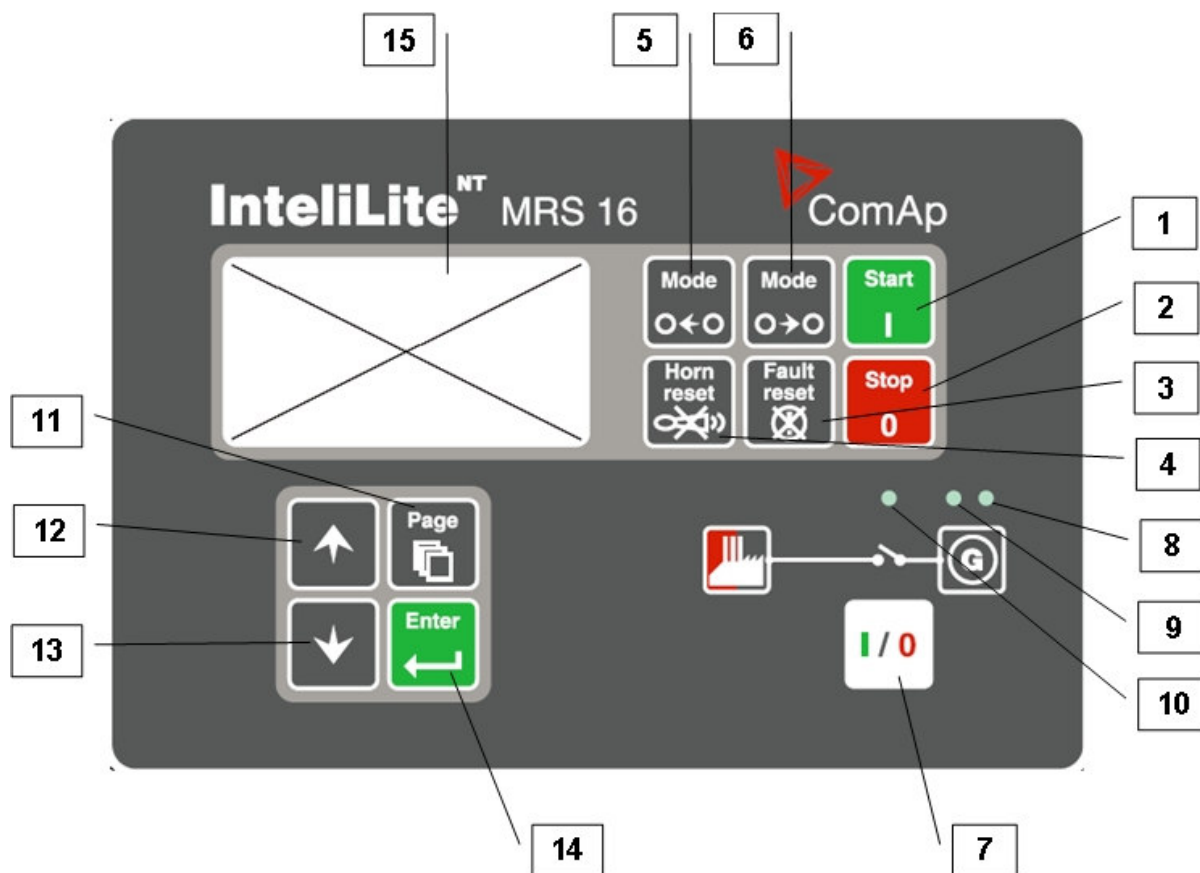 15
5
6
InteliLite NT MRS 16
ComAp
1
Mode
Mode
Start
I
2
Horn
reset
Fault
reset
Stop
0
3
4
11
12
Page
8
G
9
13
Enter
I / 0
10
14
7